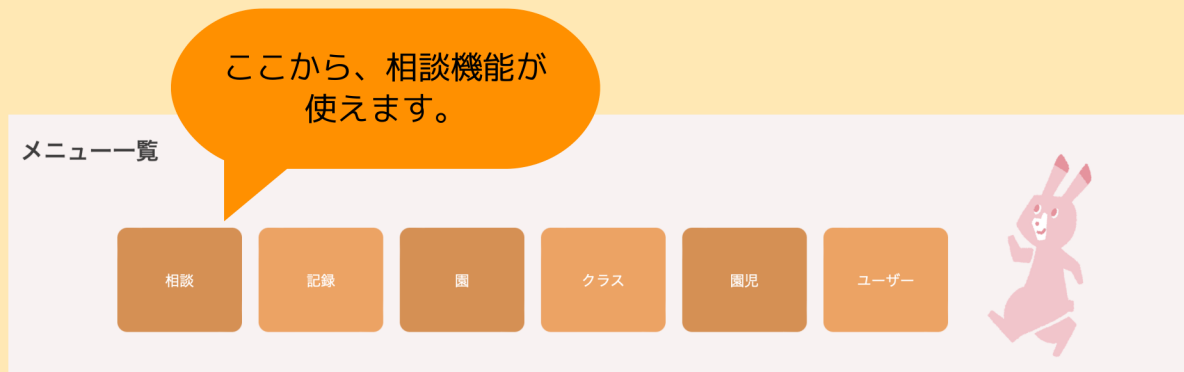 ここから、相談機能が
使えます。
メニュー一覧
相談
記録
園
クラス
園児
ユーザー